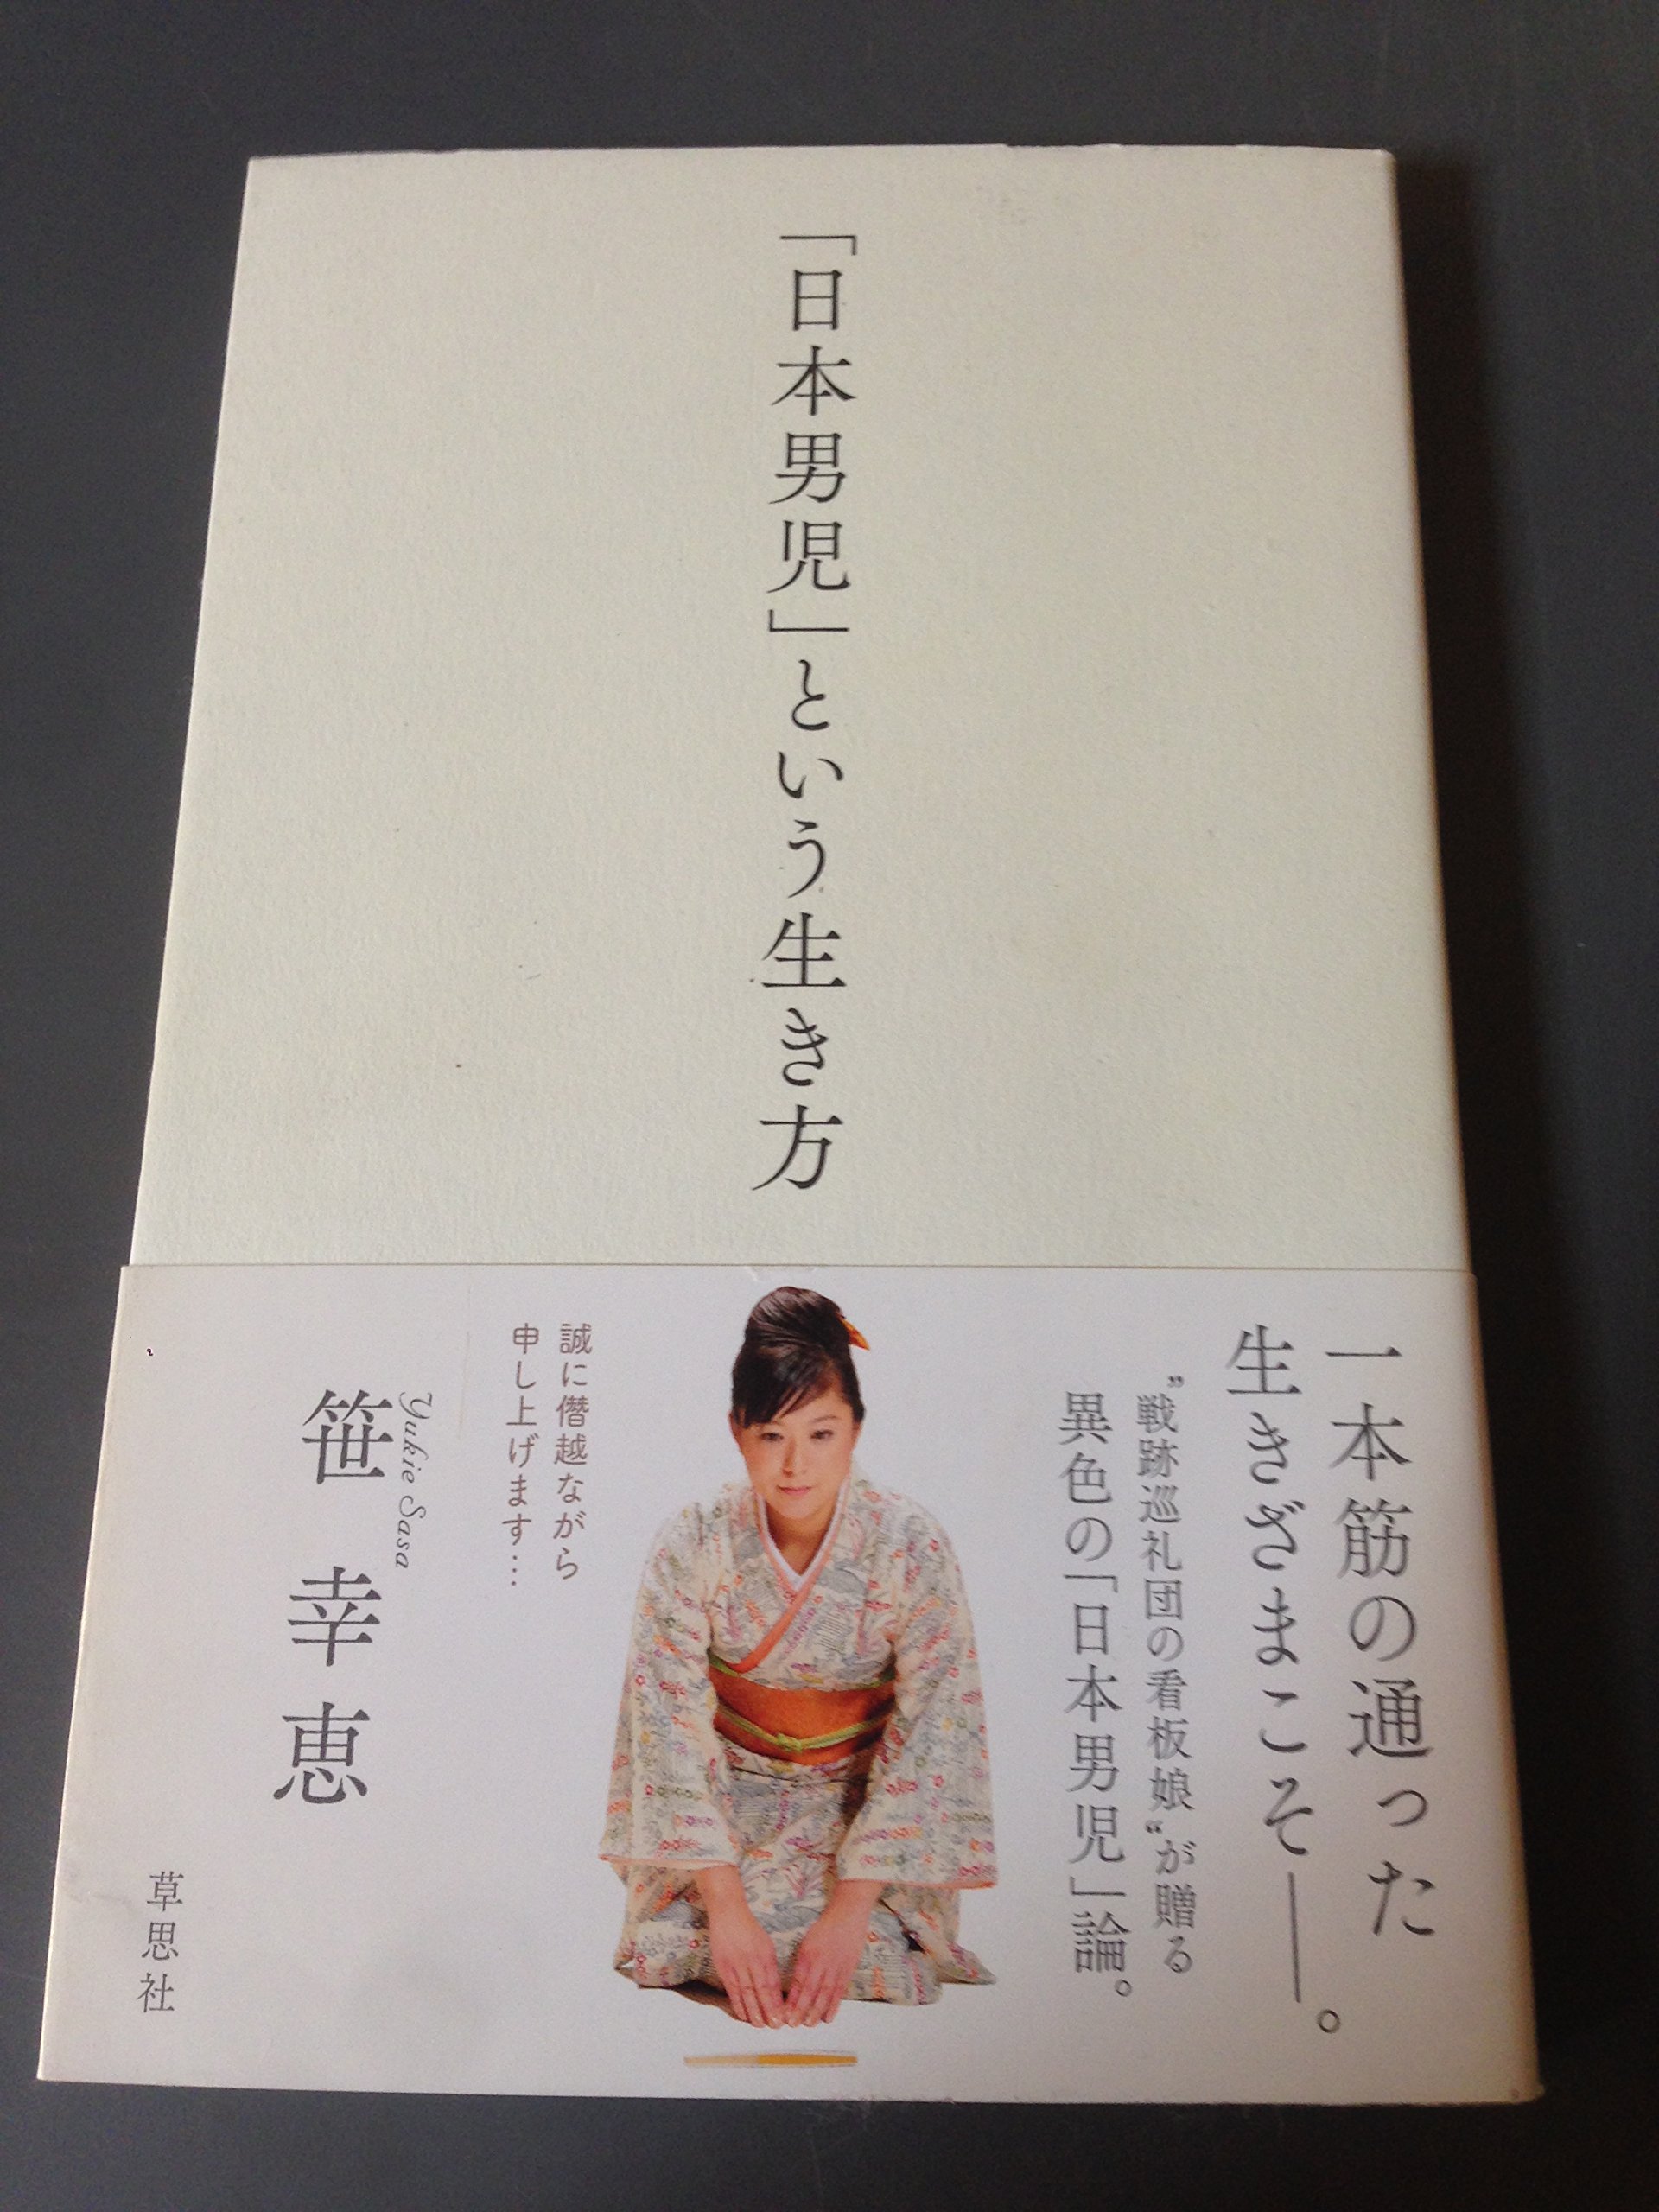 「日本男児」という生き方
一本筋の通った
生きざまこそ──。
”戦跡巡礼団の看板娘“が贈る
異色の「日本男児」論。
誠に僭越ながら
申し上げます…
Yukie Sasa
笹 幸恵
草思社